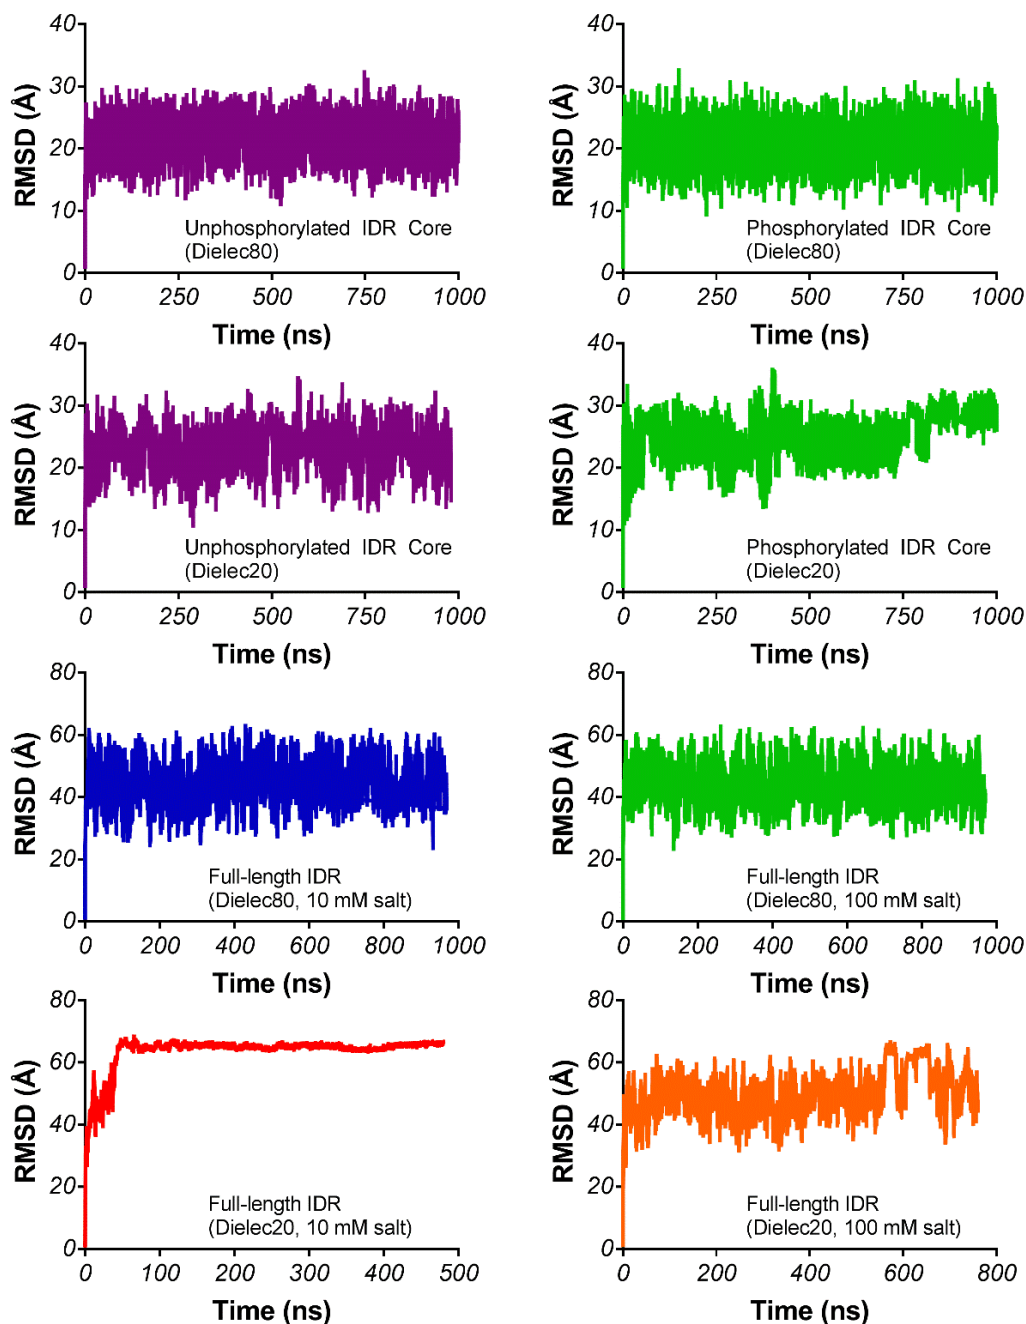 40
30
20
10
0
RMSD (Å)
Unphosphorylated IDR Core
(Dielec80)
0 250 500 750 1000
Time (ns)
40
30
20
10
0
RMSD (Å)
Phosphorylated IDR Core
(Dielec80)
0 250 500 750 1000
Time (ns)
40
30
20
10
0
RMSD (Å)
Unphosphorylated IDR Core
(Dielec20)
0 250 500 750 1000
Time (ns)
40
30
20
10
0
RMSD (Å)
Phosphorylated IDR Core
(Dielec20)
0 250 500 750 1000
Time (ns)
80
60
40
20
0
RMSD (Å)
Full-length IDR
(Dielec80, 10 mM salt)
0 200 400 600 800 1000
Time (ns)
80
60
40
20
0
RMSD (Å)
Full-length IDR
(Dielec80, 100 mM salt)
0 200 400 600 800 1000
Time (ns)
80
60
40
20
0
RMSD (Å)
Full-length IDR
(Dielec20, 10 mM salt)
0 100 200 300 400 500
Time (ns)
80
60
40
20
0
RMSD (Å)
Full-length IDR
(Dielec20, 100 mM salt)
0 200 400 600 800
Time (ns)